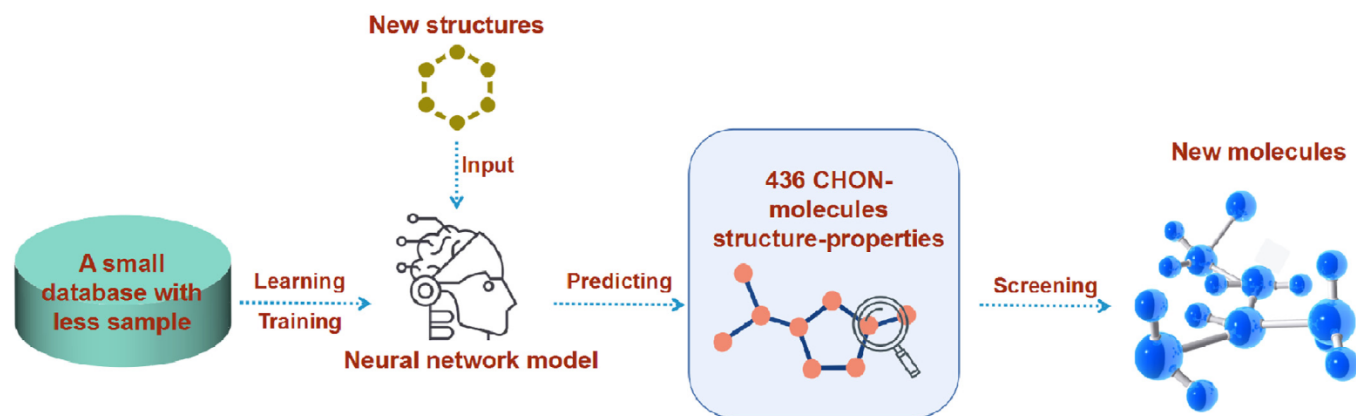 New structures
Input
A small
database with
less sample
Learning
Training
Neural network model
Predicting
436 CHON-
molecules
structure-properties
Screening
New molecules